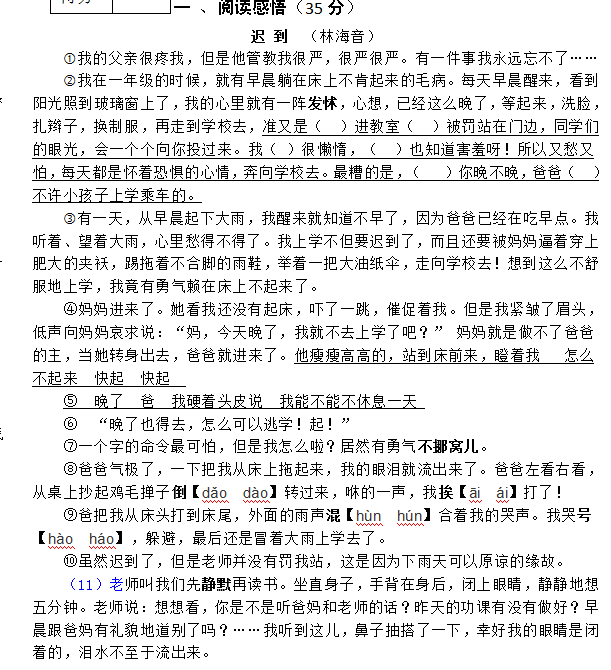 一 、阅读感悟（35 分）
迟 到 （林海音）
①我的父亲很疼我，但是他管教我很严，很严很严。有一件事我永远忘不了……
②我在一年级的时候，就有早晨躺在床上不肯起来的毛病。每天早晨醒来，看到
阳光照到玻璃窗上了，我的心里就有一阵发怵，心想，已经这么晚了，等起来，洗脸，
扎辫子，换制服，再走到学校去，准又是（ ）进教室（ ）被罚站在门边，同学们
的眼光，会一个个向你投过来。我（ ）很懒惰，（ ）也知道害羞呀！所以又愁又
怕，每天都是怀着恐惧的心情，奔向学校去。最糟的是，（ ）你晚不晚，爸爸（ ）
不许小孩子上学乘车的。
③有一天，从早晨起下大雨，我醒来就知道不早了，因为爸爸已经在吃早点。我
听着、望着大雨，心里愁得不得了。我上学不但要迟到了，而且还要被妈妈逼着穿上
肥大的夹袄，踢拖着不合脚的雨鞋，举着一把大油纸伞，走向学校去！想到这么不舒
服地上学，我竟有勇气赖在床上不起来了。
④妈妈进来了。她看我还没有起床，吓了一跳，催促着我。但是我紧皱了眉头，
低声向妈妈哀求说：“妈，今天晚了，我就不去上学了吧？” 妈妈就是做不了爸爸
的主，当她转身出去，爸爸就进来了。他瘦瘦高高的，站到床前来，瞪着我 怎么
不起来 快起 快起
⑤ 晚了 爸 我硬着头皮说 我能不能不休息一天
⑥ “晚了也得去，怎么可以逃学！起！”
⑦一个字的命令最可怕，但是我怎么啦？居然有勇气不挪窝儿。
⑧爸爸气极了，一下把我从床上拖起来，我的眼泪就流出来了。爸爸左看右看，
从桌上抄起鸡毛掸子倒【dǎo dào】转过来，咻的一声，我挨【āi ái】打了！
⑨爸把我从床头打到床尾，外面的雨声混【hùn hún】合着我的哭声。我哭号
【hào háo】，躲避，最后还是冒着大雨上学去了。
⑩虽然迟到了，但是老师并没有罚我站，这是因为下雨天可以原谅的缘故。
（11）老师叫我们先静默再读书。坐直身子，手背在身后，闭上眼睛，静静地想
五分钟。老师说：想想看，你是不是听爸妈和老师的话？昨天的功课有没有做好？早
晨跟爸妈有礼貌地道别了吗？……我听到这儿，鼻子抽搭了一下，幸好我的眼睛是闭
着的，泪水不至于流出来。